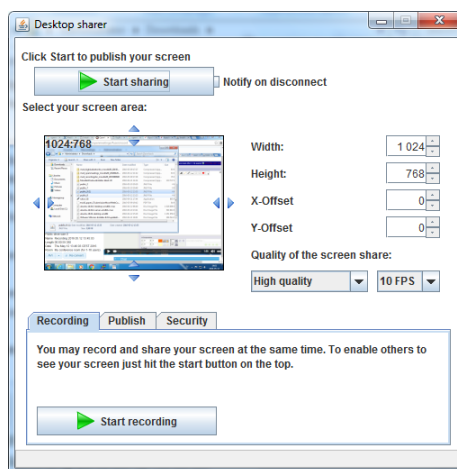 Desktop sharer
Click Start to publish your screen
Start sharing
Notify on disconnect
Select your screen area:
1024:768
Width:
1 024
Height:
768
X-Offset
0
Y-Offset
0
Quality of the screen share:
High quality
10 FPS
Recording
Publish
Security
You may record and share your screen at the same time. To enable others to
see your screen just hit the start button on the top.
Start recording